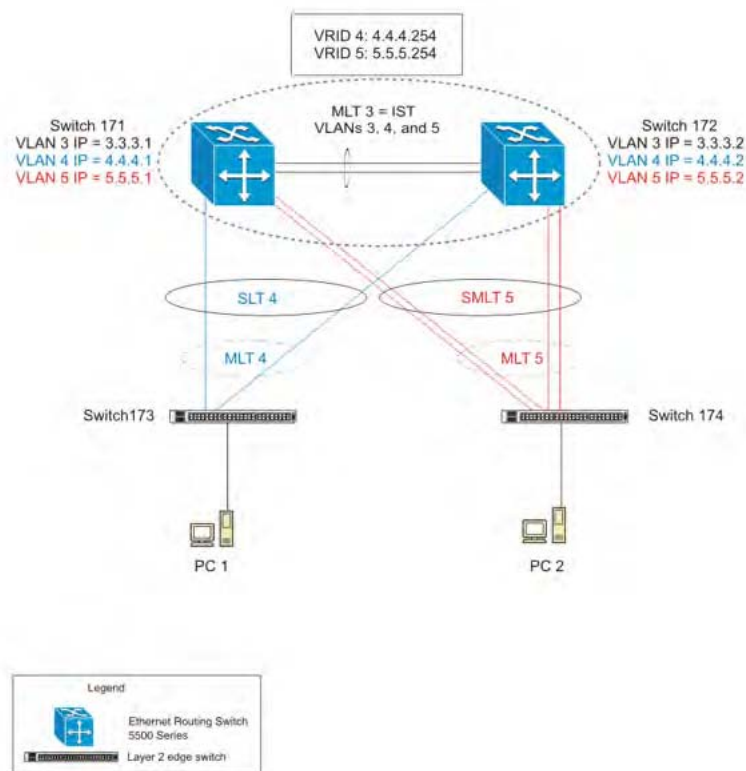 VRID 4: 4.4.4.254
VRID 5: 5.5.5.254
MLT 3 = IST
VLANs 3, 4, and 5
Switch 171
VLAN 3 IP = 3.3.3.1
VLAN 4 IP = 4.4.4.1
VLAN 5 IP = 5.5.5.1
Switch 172
VLAN 3 IP = 3.3.3.2
VLAN 4 IP = 4.4.4.2
VLAN 5 IP = 5.5.5.2
SLT 4
SMLT 5
MLT 4
MLT 5
Switch173
Switch 174
PC 1
PC 2
Legend
Ethernet Routing Switch
5500 Series
Layer 2 edge switch